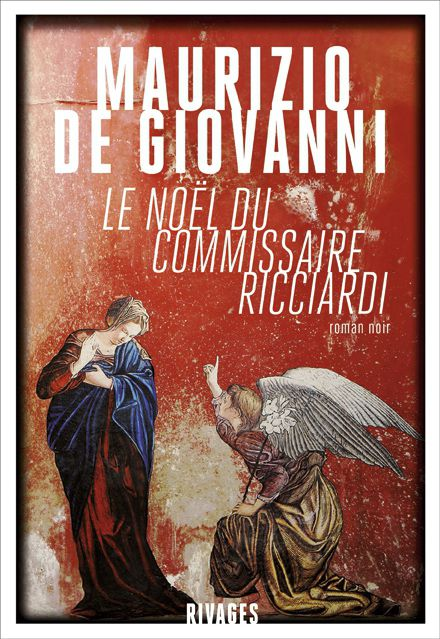 MAURIZIO
DE GIOVANNI
LE NOËL DU
COMMISSAIRE
RICCIARDI
roman noir
RIVAGES